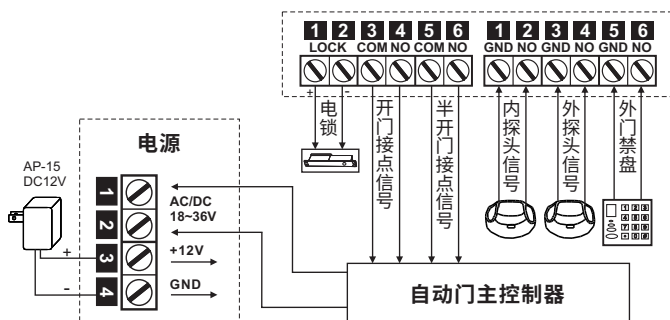 1 2 3 4 5 6 1 2 3 4 5 6
LOCK COM NO COM NO GND NO GND NO GND NO
+ -
电锁
开门接点信号
半开门接点信号
内探头信号
外探头信号
外门禁盘
电源
AP-15
DC12V
1
AC/DC
18~36V
2
+ 3 +12V
- 4 GND
自动门主控制器